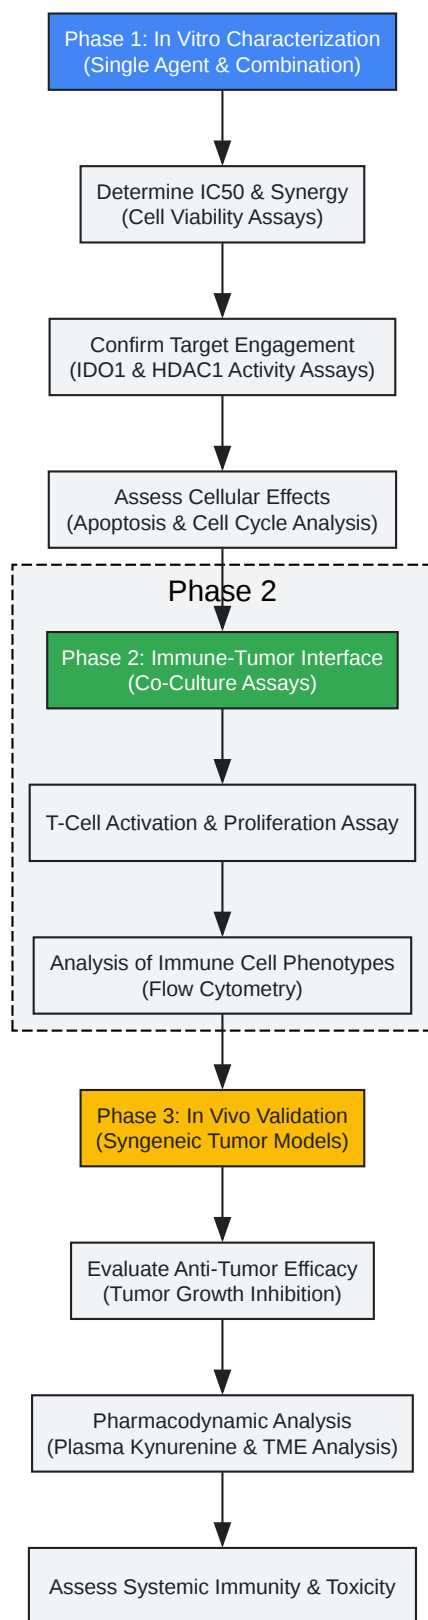 Phase 1: In Vitro Characterization
(Single Agent & Combination)
Determine IC50 & Synergy
(Cell Viability Assays)
Confirm Target Engagement
(IDO1 & HDAC1 Activity Assays)
Assess Cellular Effects
(Apoptosis & Cell Cycle Analysis)
Phase 2
Phase 2: Immune-Tumor Interface
(Co-Culture Assays)
T-Cell Activation & Proliferation Assay
Analysis of Immune Cell Phenotypes
(Flow Cytometry)
Phase 3: In Vivo Validation
(Syngeneic Tumor Models)
Evaluate Anti-Tumor Efficacy
(Tumor Growth Inhibition)
Pharmacodynamic Analysis
(Plasma Kynurenine & TME Analysis)
Assess Systemic Immunity & Toxicity